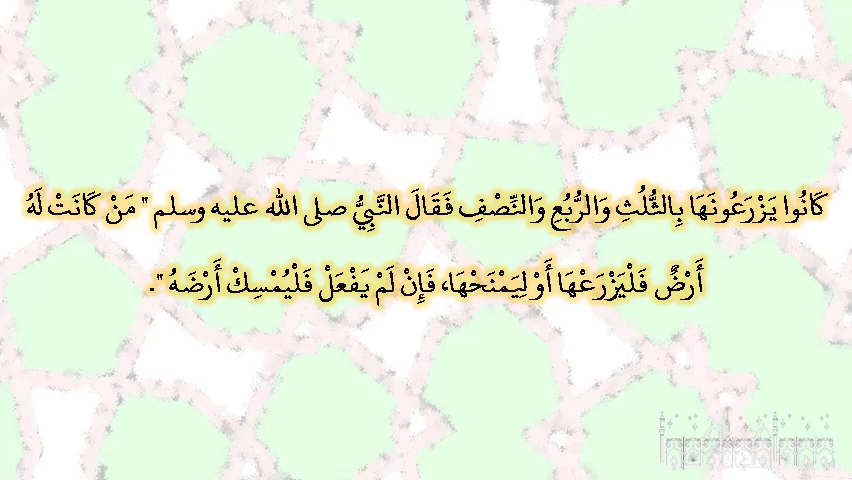 كَانُوا يَزْرَعُونَهَا بِالثُّلُثِ وَالرُّبُعِ وَالنِّصْفِ فَقَالَ النَّبِيُّ صلى الله عليه وسلم " مَنْ كَانَتْ لَهُ
أَرْضٌ فَلْيَزْرَعْهَا أَوْ لِيَمْنَحْهَا، فَإِنْ لَمْ يَفْعَلْ فَلْيُمْسِكْ أَرْضَهُ ".